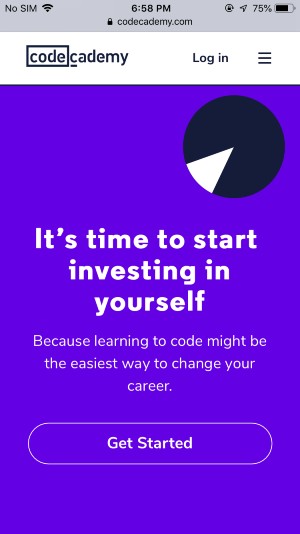 No SIM 6:58 PM 75%
codecademy.com
codecademy Log in
It's time to start
investing in
yourself
Because learning to code might be
the easiest way to change your
career.
Get Started